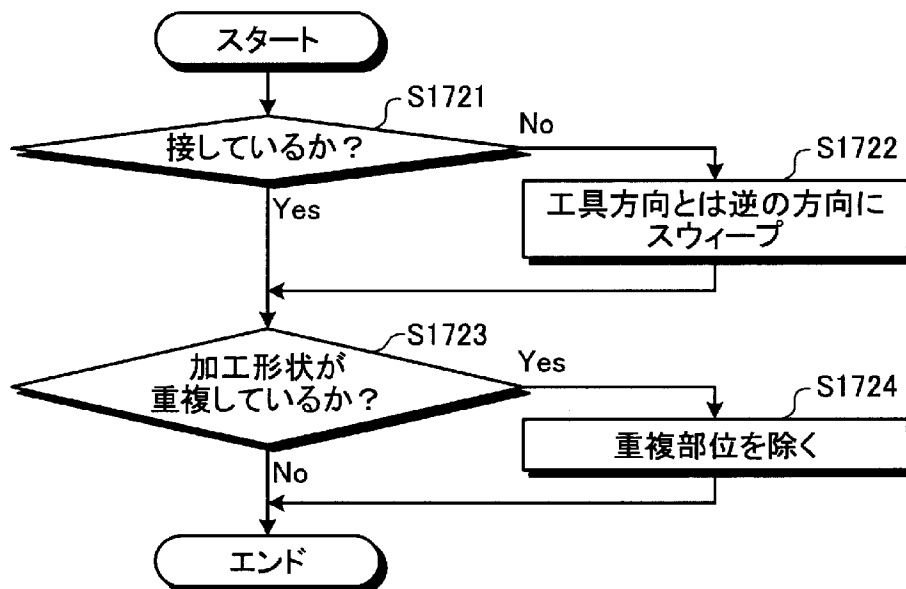 スタート
S1721
接しているか？
No
Yes
S1722
工具方向とは逆の方向に
スウィープ
S1723
加工形状が
重複しているか？
Yes
No
S1724
重複部位を除く
エンド